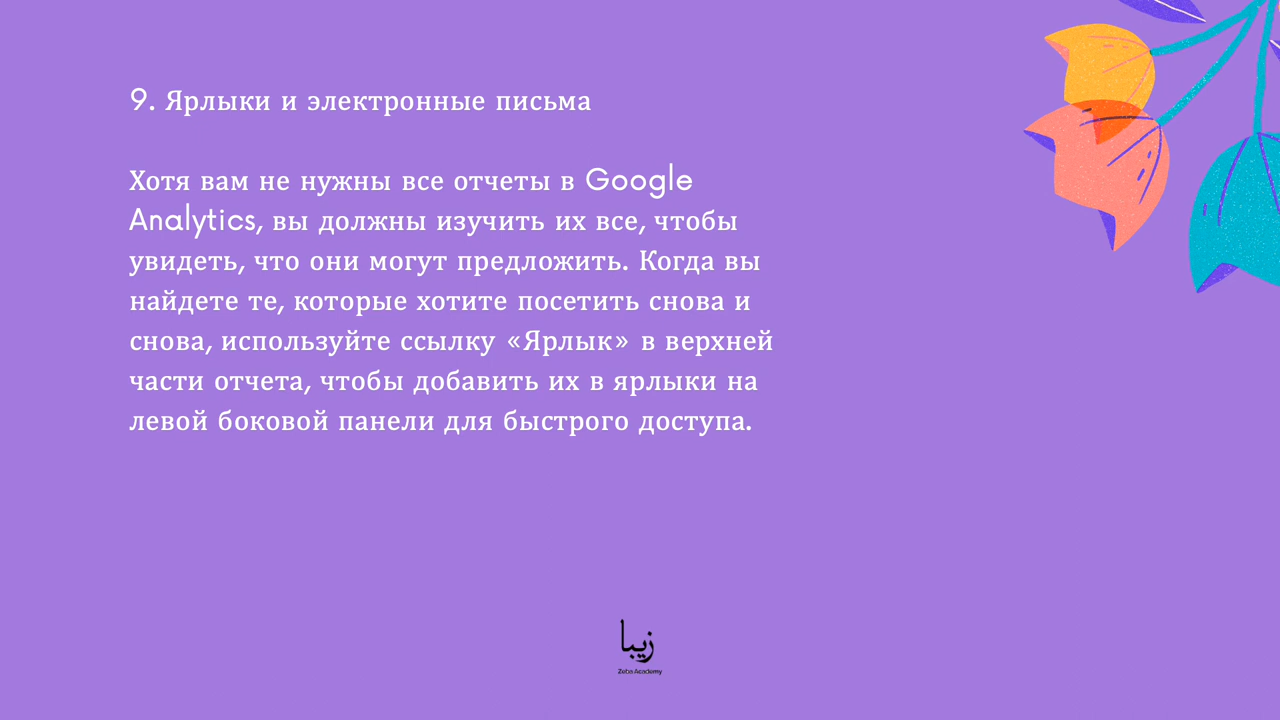 9. Ярлыки и электронные письма
Хотя вам не нужны все отчеты в Google
Analytics, вы должны изучить их все, чтобы
увидеть, что они могут предложить. Когда вы
найдете те, которые хотите посетить снова и
снова, используйте ссылку «Ярлык» в верхней
части отчета, чтобы добавить их в ярлыки на
левой боковой панели для быстрого доступа.
زيبا
Zeba Academy